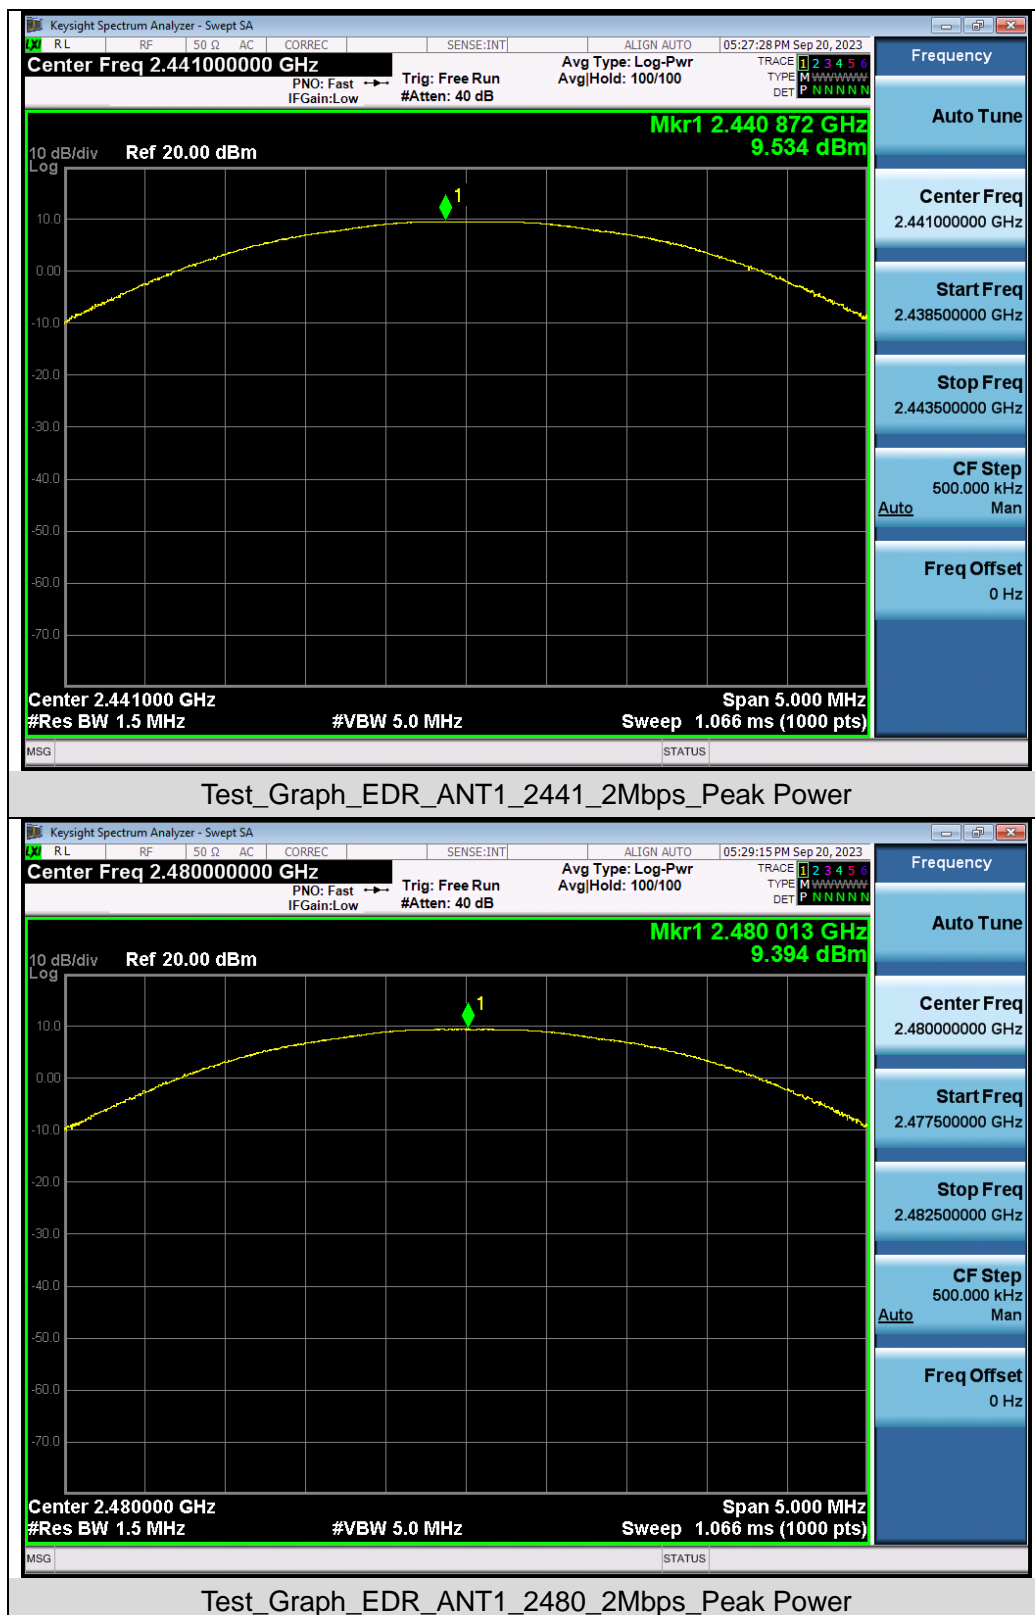 Keysight Spectrum Analyzer - Swept SA
LXI RL RF 50 Ω AC CORREC SENSE:INT ALIGN AUTO 05:27:28 PM Sep 20, 2023
Center Freq 2.441000000 GHz
PNO: Fast
IFGain:Low
Trig: Free Run
#Atten: 40 dB
Avg Type: Log-Pwr
Avg|Hold: 100/100
TRACE 1 2 3 4 5 6
TYPE M WWWWW
DET P N N N N N
Mkr1 2.440 872 GHz
9.534 dBm
10 dB/div Ref 20.00 dBm
Log
1
10.0
0.00
-10.0
-20.0
-30.0
-40.0
-50.0
-60.0
-70.0
Center 2.441000 GHz Span 5.000 MHz
#Res BW 1.5 MHz #VBW 5.0 MHz Sweep 1.066 ms (1000 pts)
MSG STATUS
Frequency
Auto Tune
Center Freq
2.441000000 GHz
Start Freq
2.438500000 GHz
Stop Freq
2.443500000 GHz
CF Step
500.000 kHz
Auto Man
Freq Offset
0 Hz
Test_Graph_EDR_ANT1_2441_2Mbps_Peak Power
Keysight Spectrum Analyzer - Swept SA
LXI RL RF 50 Ω AC CORREC SENSE:INT ALIGN AUTO 05:29:15 PM Sep 20, 2023
Center Freq 2.480000000 GHz
PNO: Fast
IFGain:Low
Trig: Free Run
#Atten: 40 dB
Avg Type: Log-Pwr
Avg|Hold: 100/100
TRACE 1 2 3 4 5 6
TYPE M WWWWW
DET P N N N N N
Mkr1 2.480 013 GHz
9.394 dBm
10 dB/div Ref 20.00 dBm
Log
1
10.0
0.00
-10.0
-20.0
-30.0
-40.0
-50.0
-60.0
-70.0
Center 2.480000 GHz Span 5.000 MHz
#Res BW 1.5 MHz #VBW 5.0 MHz Sweep 1.066 ms (1000 pts)
MSG STATUS
Frequency
Auto Tune
Center Freq
2.480000000 GHz
Start Freq
2.477500000 GHz
Stop Freq
2.482500000 GHz
CF Step
500.000 kHz
Auto Man
Freq Offset
0 Hz
Test_Graph_EDR_ANT1_2480_2Mbps_Peak Power